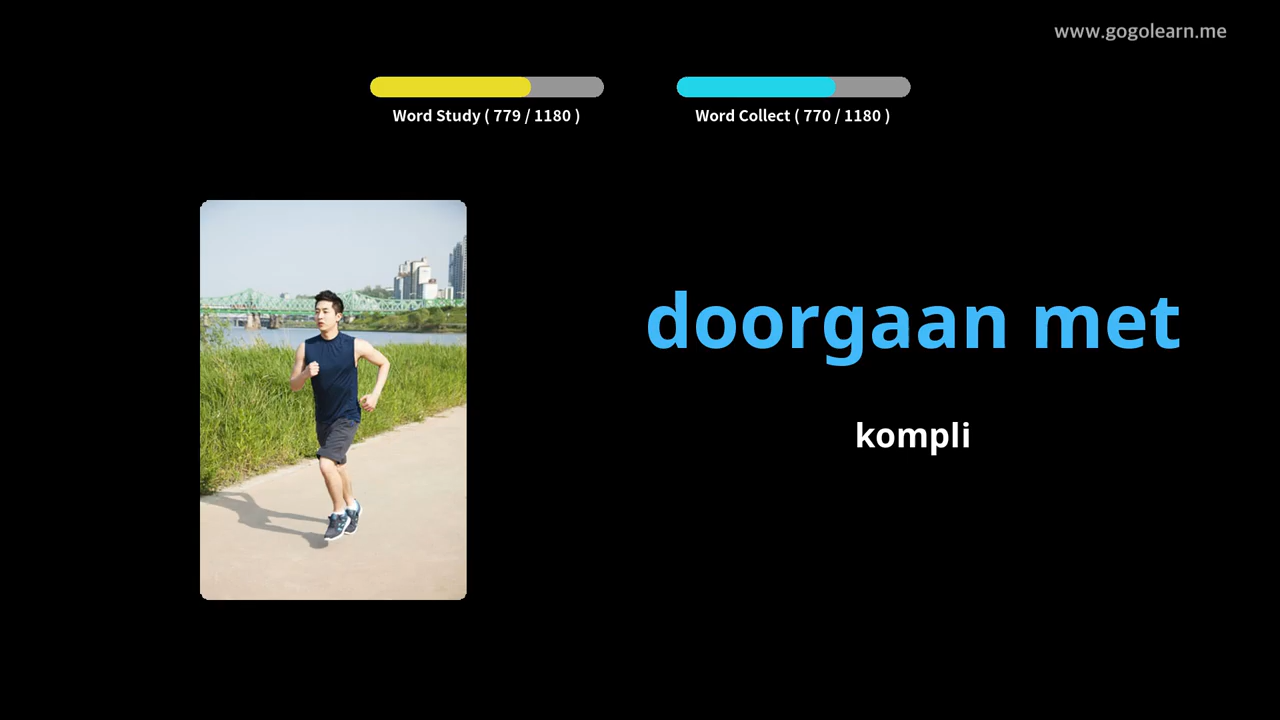 www.gogolearn.me
Word Study ( 779 / 1180 )
Word Collect ( 770 / 1180 )
doorgaan met
kompli